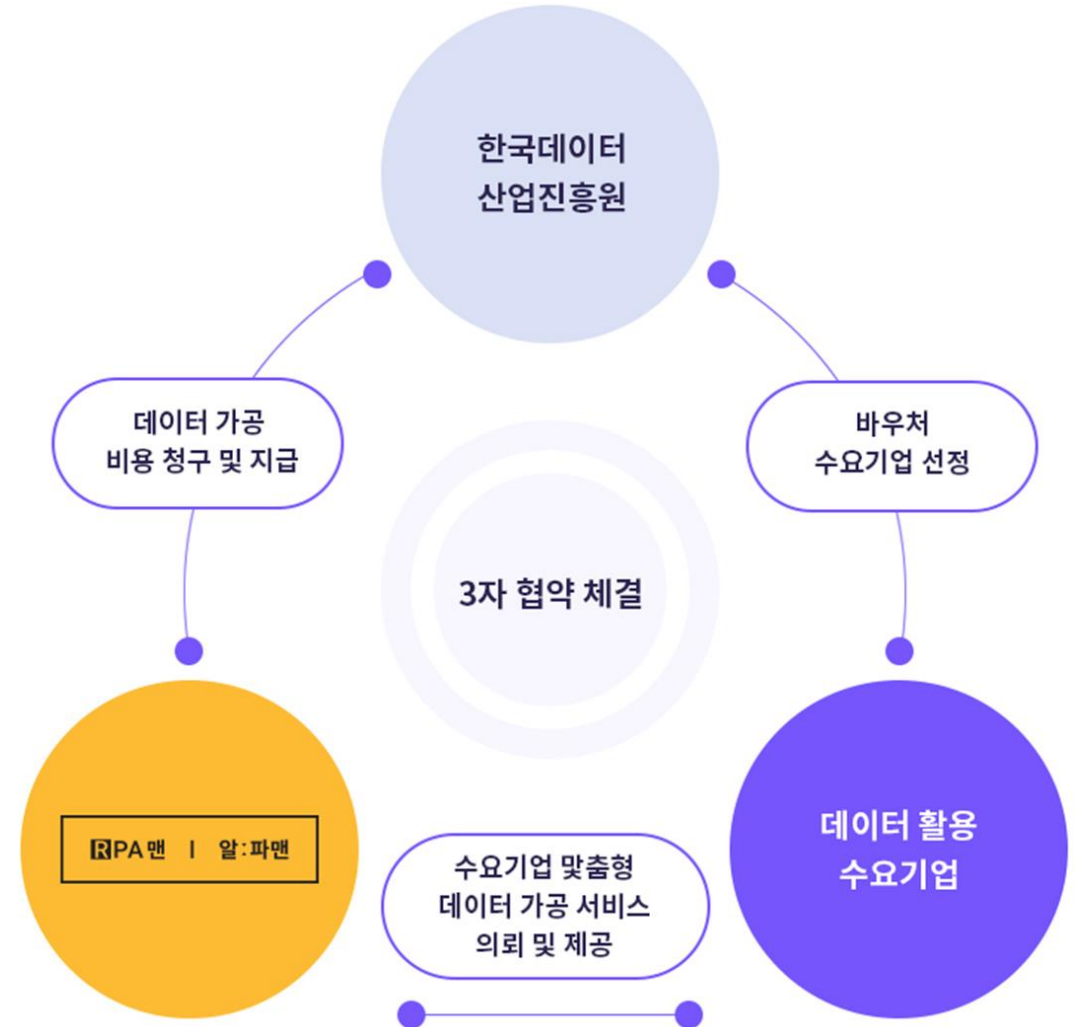 한국데이터
산업진흥원
데이터 가공
비용 청구 및 지급
바우처
수요기업 선정
3자 협약 체결
RPA맨 | 알:파맨
데이터 활용
수요기업
수요기업 맟춤형
데이터 가공 서비스
의뢰 및 제공